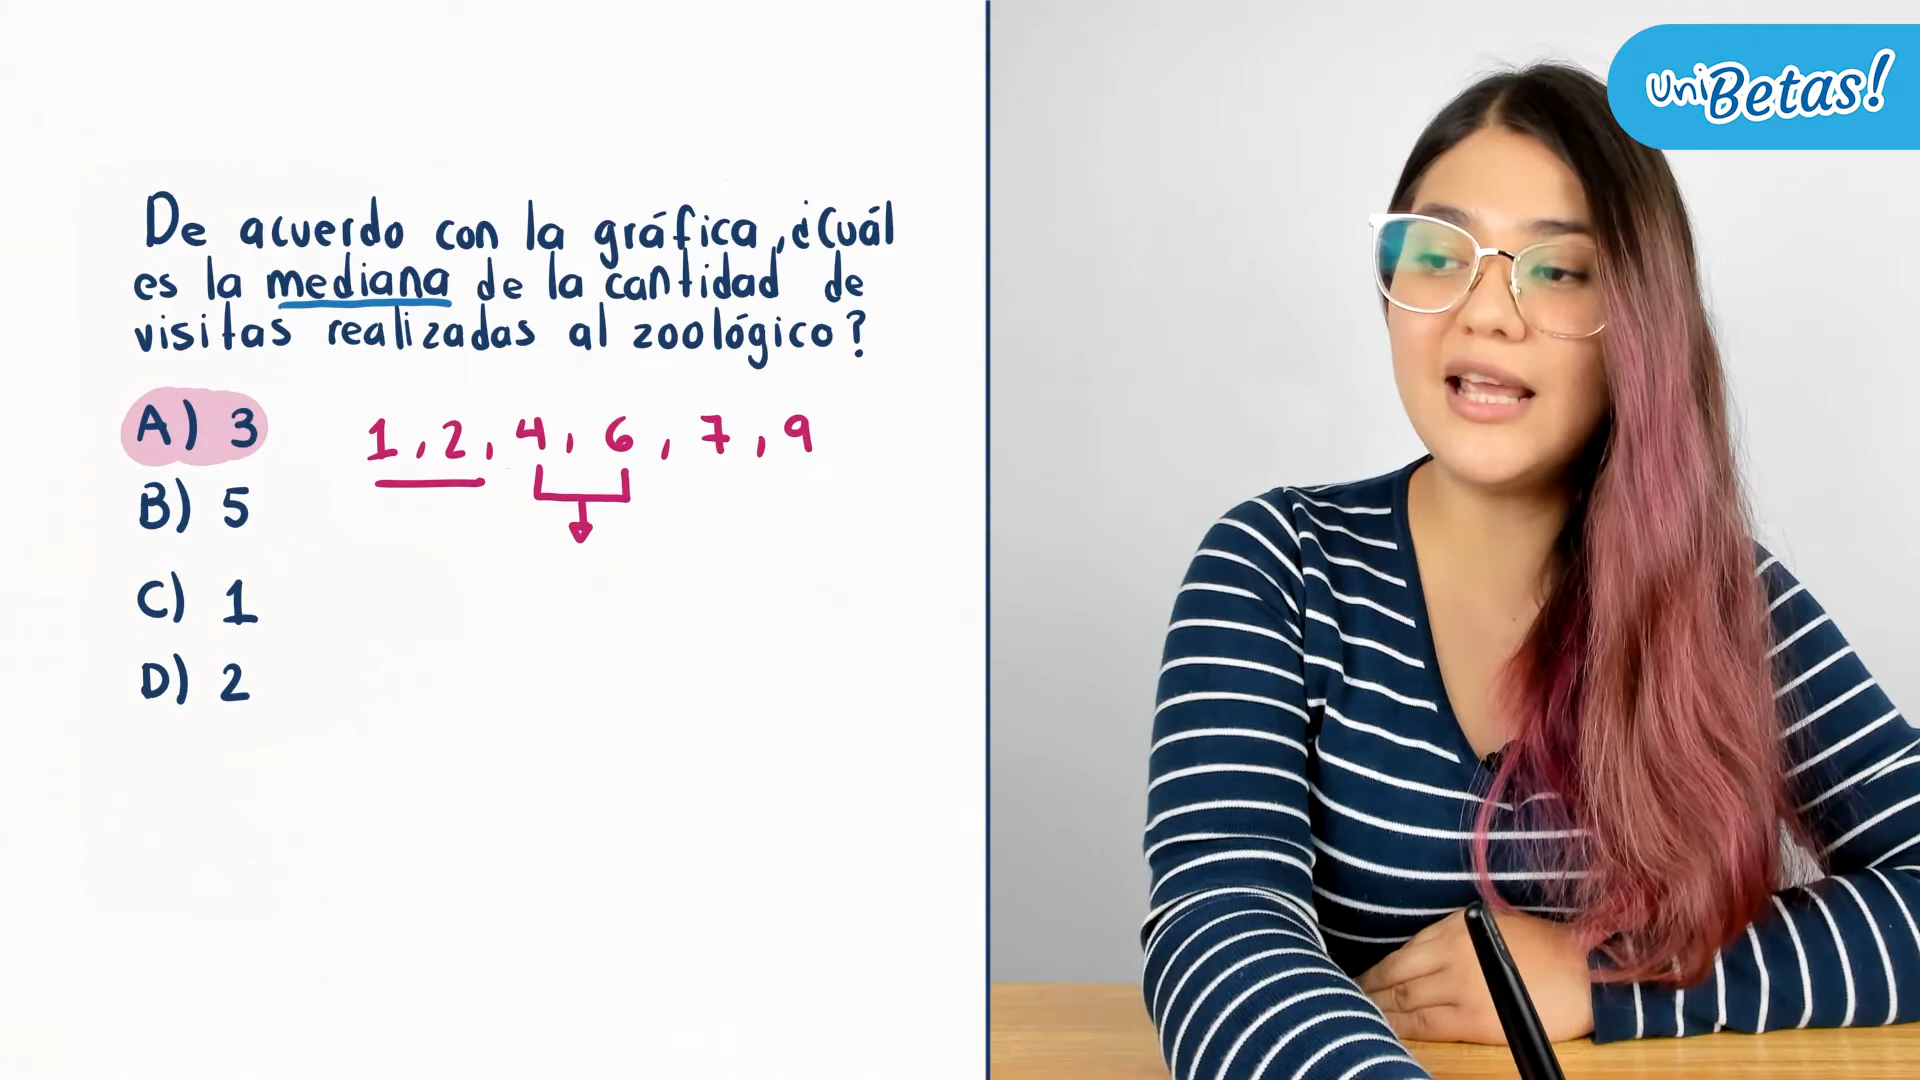 De acuerdo con la gráfica, ¿Cuál
es la mediana de la cantidad de
visitas realizadas al zoológico?
A) 3
1, 2, 4, 6, 7, 9
B) 5
C) 1
D) 2
uniBetas!